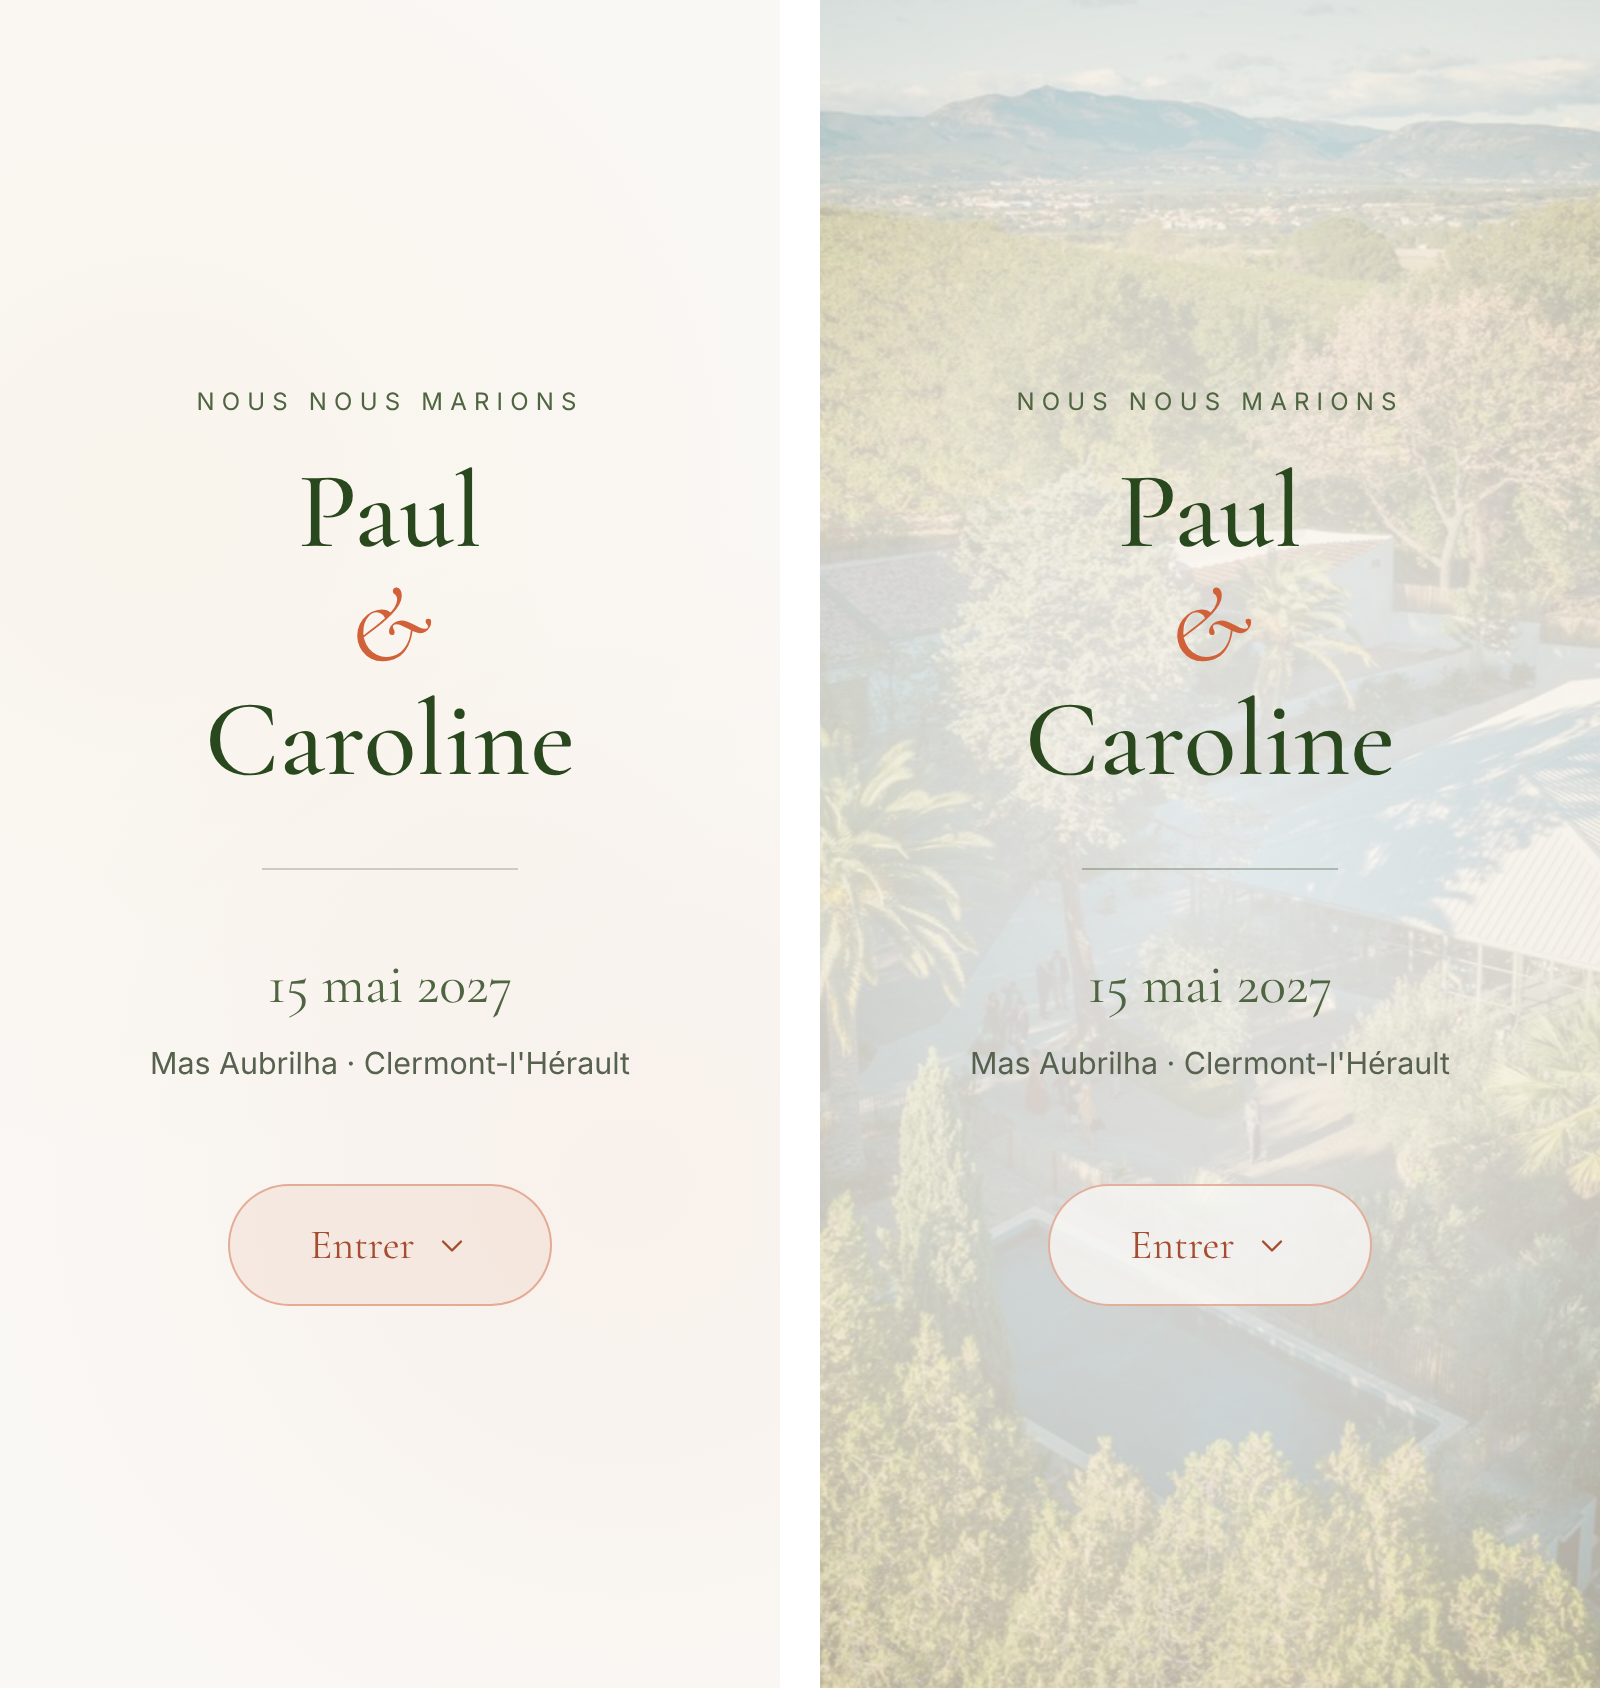 NOUS NOUS MARIONS
Paul
&
Caroline
15 mai 2027
Mas Aubrilha · Clermont-l'Hérault
Entrer
NOUS NOUS MARIONS
Paul
&
Caroline
15 mai 2027
Mas Aubrilha · Clermont-l'Hérault
Entrer